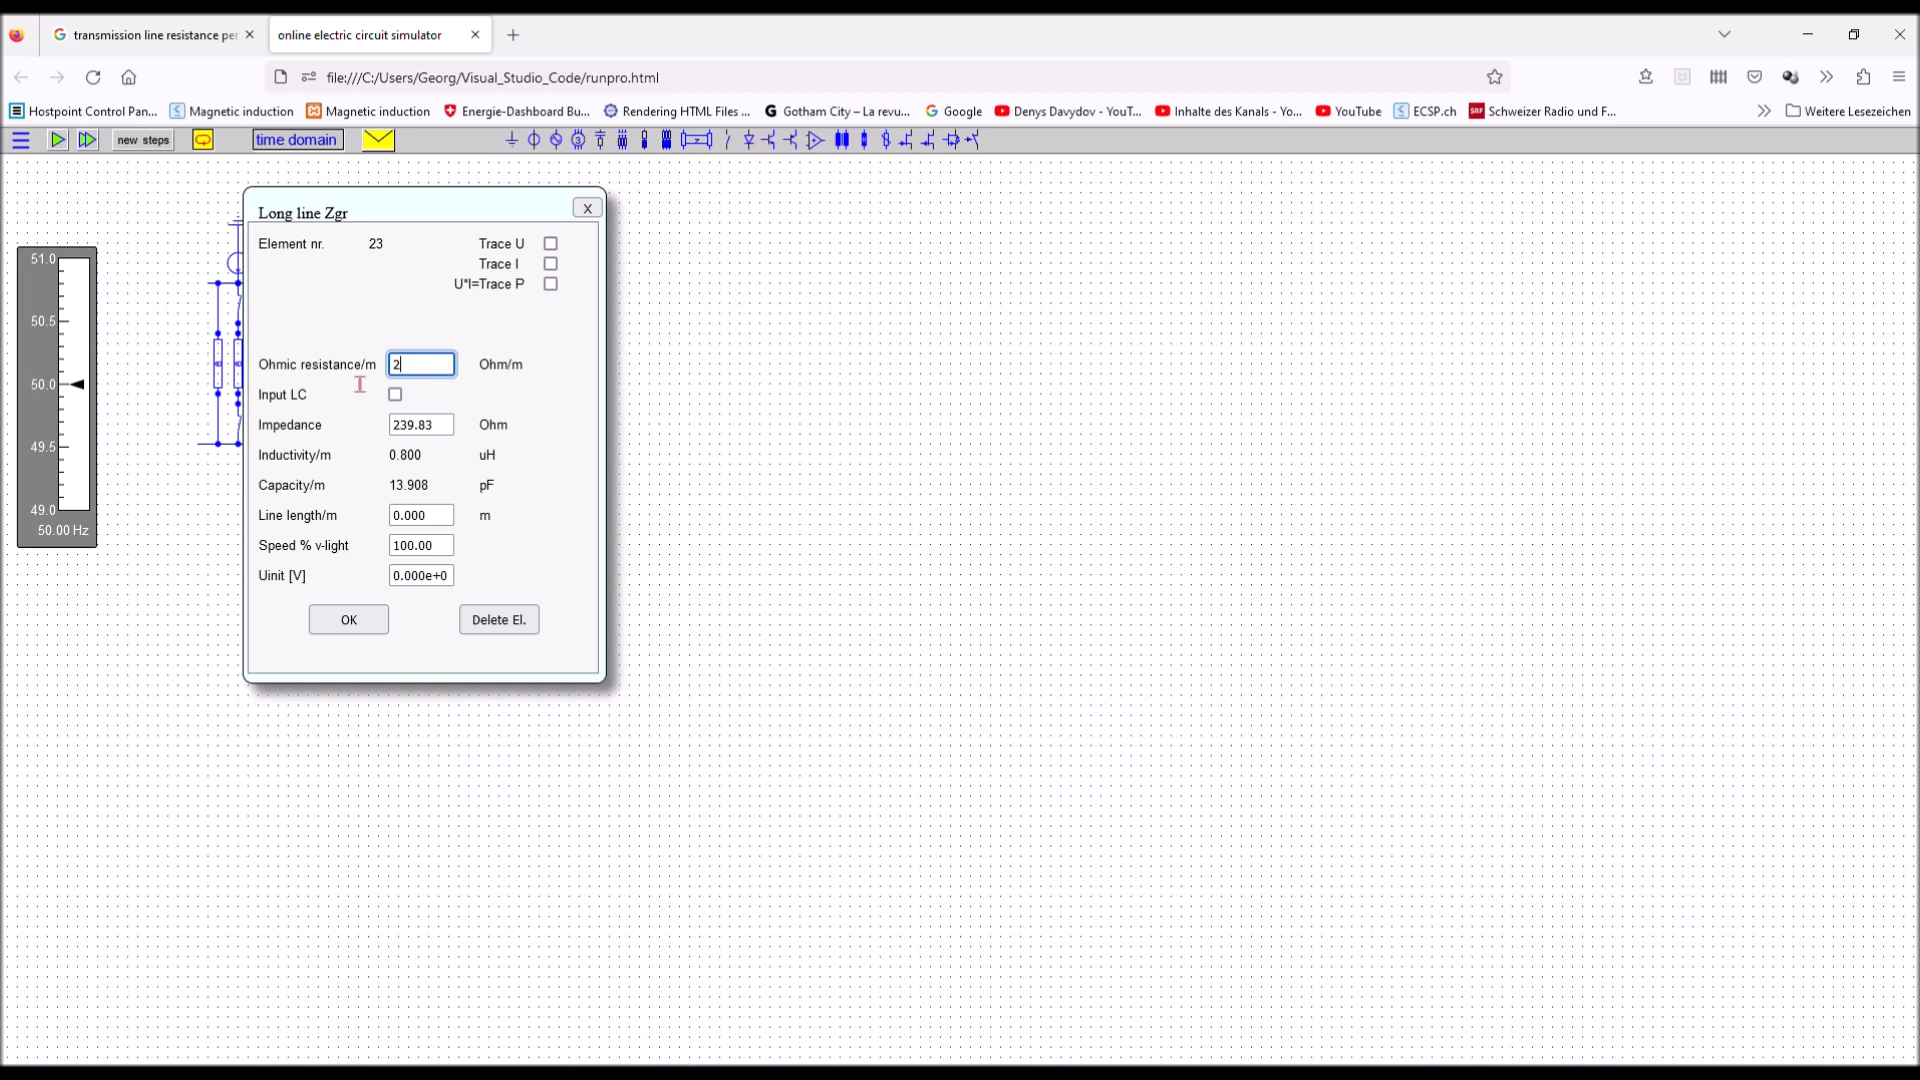 transmission line resistance per
online electric circuit simulator
file:///C:/Users/Georg/Visual_Studio_Code/runpro.html
Hostpoint Control Pan...
Magnetic induction
Magnetic induction
Energie-Dashboard Bu...
Rendering HTML Files ...
Gotham City – La revu...
Google
Denys Davydov - YouT...
Inhalte des Kanals - Yo...
YouTube
ECSP.ch
SRF
Schweizer Radio und F...
Weitere Lesezeichen
new steps
time domain
51.0
50.5
50.0
49.5
49.0
50.00 Hz
Long line Zgr
X
Element nr. 23
Trace U
Trace I
U*I=Trace P
Ohmic resistance/m 2 Ohm/m
Input LC
Impedance 239.83 Ohm
Inductivity/m 0.800 uH
Capacity/m 13.908 pF
Line length/m 0.000 m
Speed % v-light 100.00
Uinit [V] 0.000e+0
OK
Delete El.